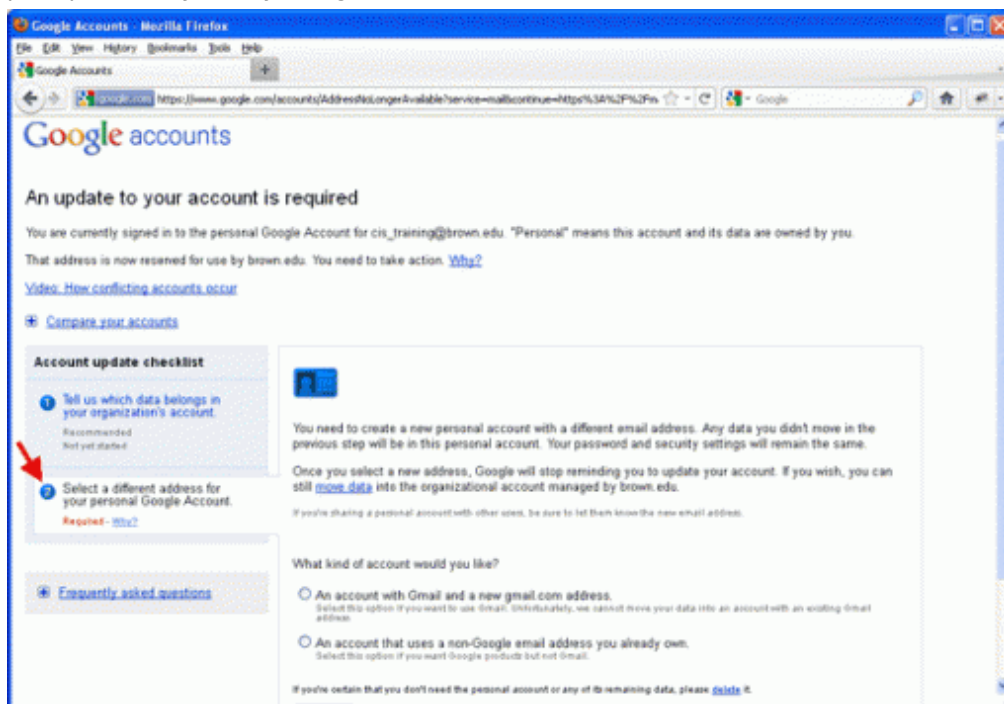 Google Accounts - Mozilla Firefox
File Edit View History Bookmarks Tools Help
Google Accounts
google.com https://www.google.com/accounts/AddressNoLongerAvailable?service=mail&continue=https%3A%2F%2Fm
Google
Google accounts
An update to your account is required
You are currently signed in to the personal Google Account for cis_training@brown.edu. "Personal" means this account and its data are owned by you.
That address is now reserved for use by brown.edu. You need to take action. Why?
Video: How conflicting accounts occur
Compare your accounts
Account update checklist
1 Tell us which data belongs in
your organization's account
Recommended
Not yet started
2 Select a different address for
your personal Google Account.
Required - Why?
Frequently asked questions
You need to create a new personal account with a different email address. Any data you didn't move in the
previous step will be in this personal account. Your password and security settings will remain the same.
Once you select a new address, Google will stop reminding you to update your account. If you wish, you can
still move data into the organizational account managed by brown.edu.
If you're sharing a personal account with other users, be sure to let them know the new email address.
What kind of account would you like?
An account with Gmail and a new gmail.com address.
Select this option if you want to use Gmail. Unfortunately, we cannot move your data into an account with an existing Gmail
address.
An account that uses a non-Google email address you already own.
Select this option if you want Google products but not Gmail.
If you're certain that you don't need the personal account or any of its remaining data, please delete it.